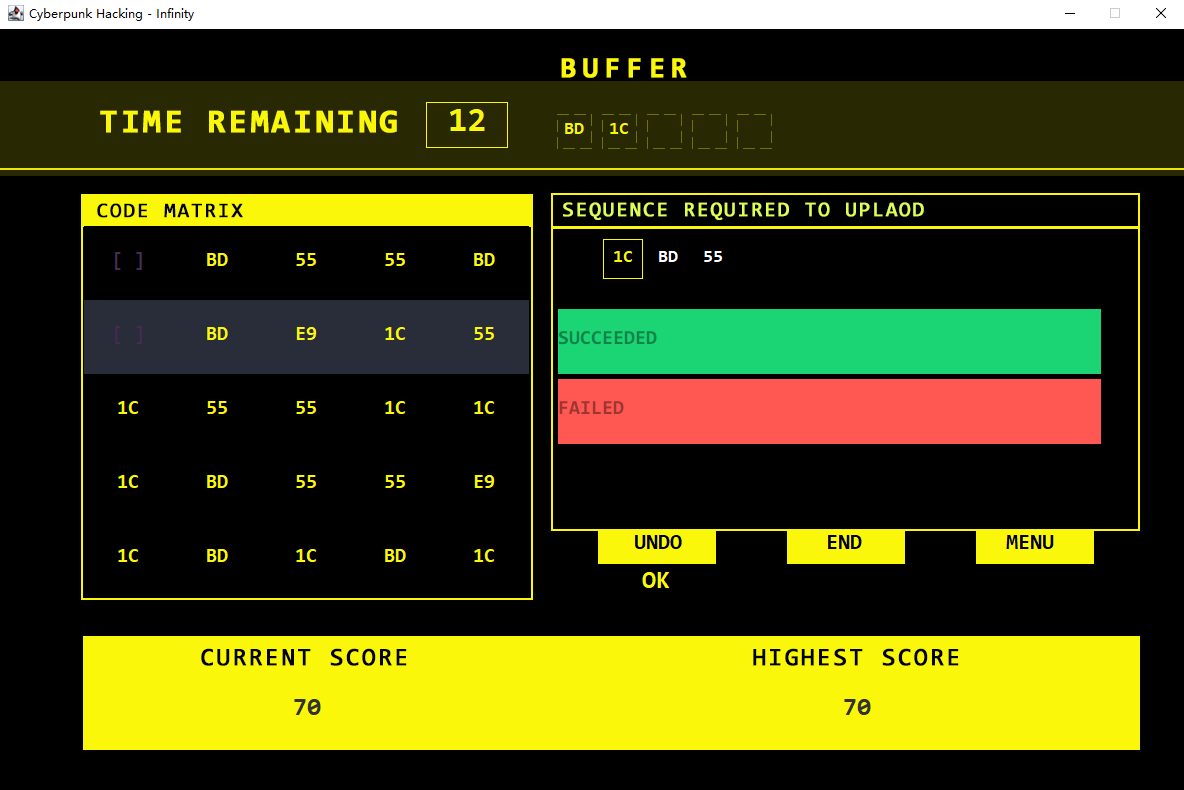 Cyberpunk Hacking - Infinity
BUFFER
TIME REMAINING 12
BD 1C
CODE MATRIX
[ ] BD 55 55 BD
[ ] BD E9 1C 55
1C 55 55 1C 1C
1C BD 55 55 E9
1C BD 1C BD 1C
SEQUENCE REQUIRED TO UPLAOD
1C BD 55
SUCCEEDED
FAILED
UNDO END MENU
OK
CURRENT SCORE HIGHEST SCORE
70 70